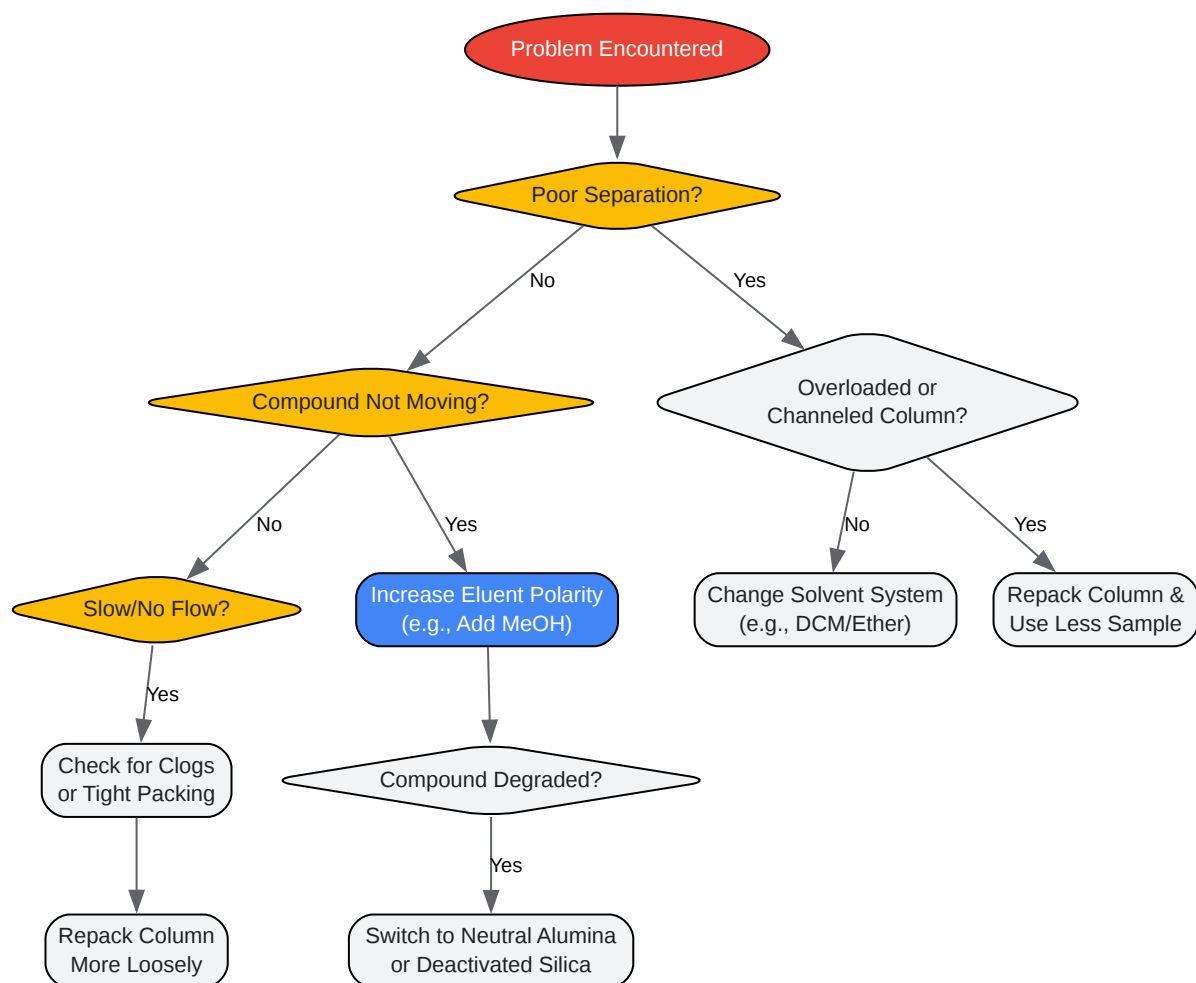 Problem Encountered
Poor Separation?
No
Yes
Compound Not Moving?
Overloaded or
Channeled Column?
No
Yes
No
Yes
Slow/No Flow?
Increase Eluent Polarity
(e.g., Add MeOH)
Change Solvent System
(e.g., DCM/Ether)
Repack Column &
Use Less Sample
Yes
Check for Clogs
or Tight Packing
Compound Degraded?
Yes
Repack Column
More Loosely
Switch to Neutral Alumina
or Deactivated Silica